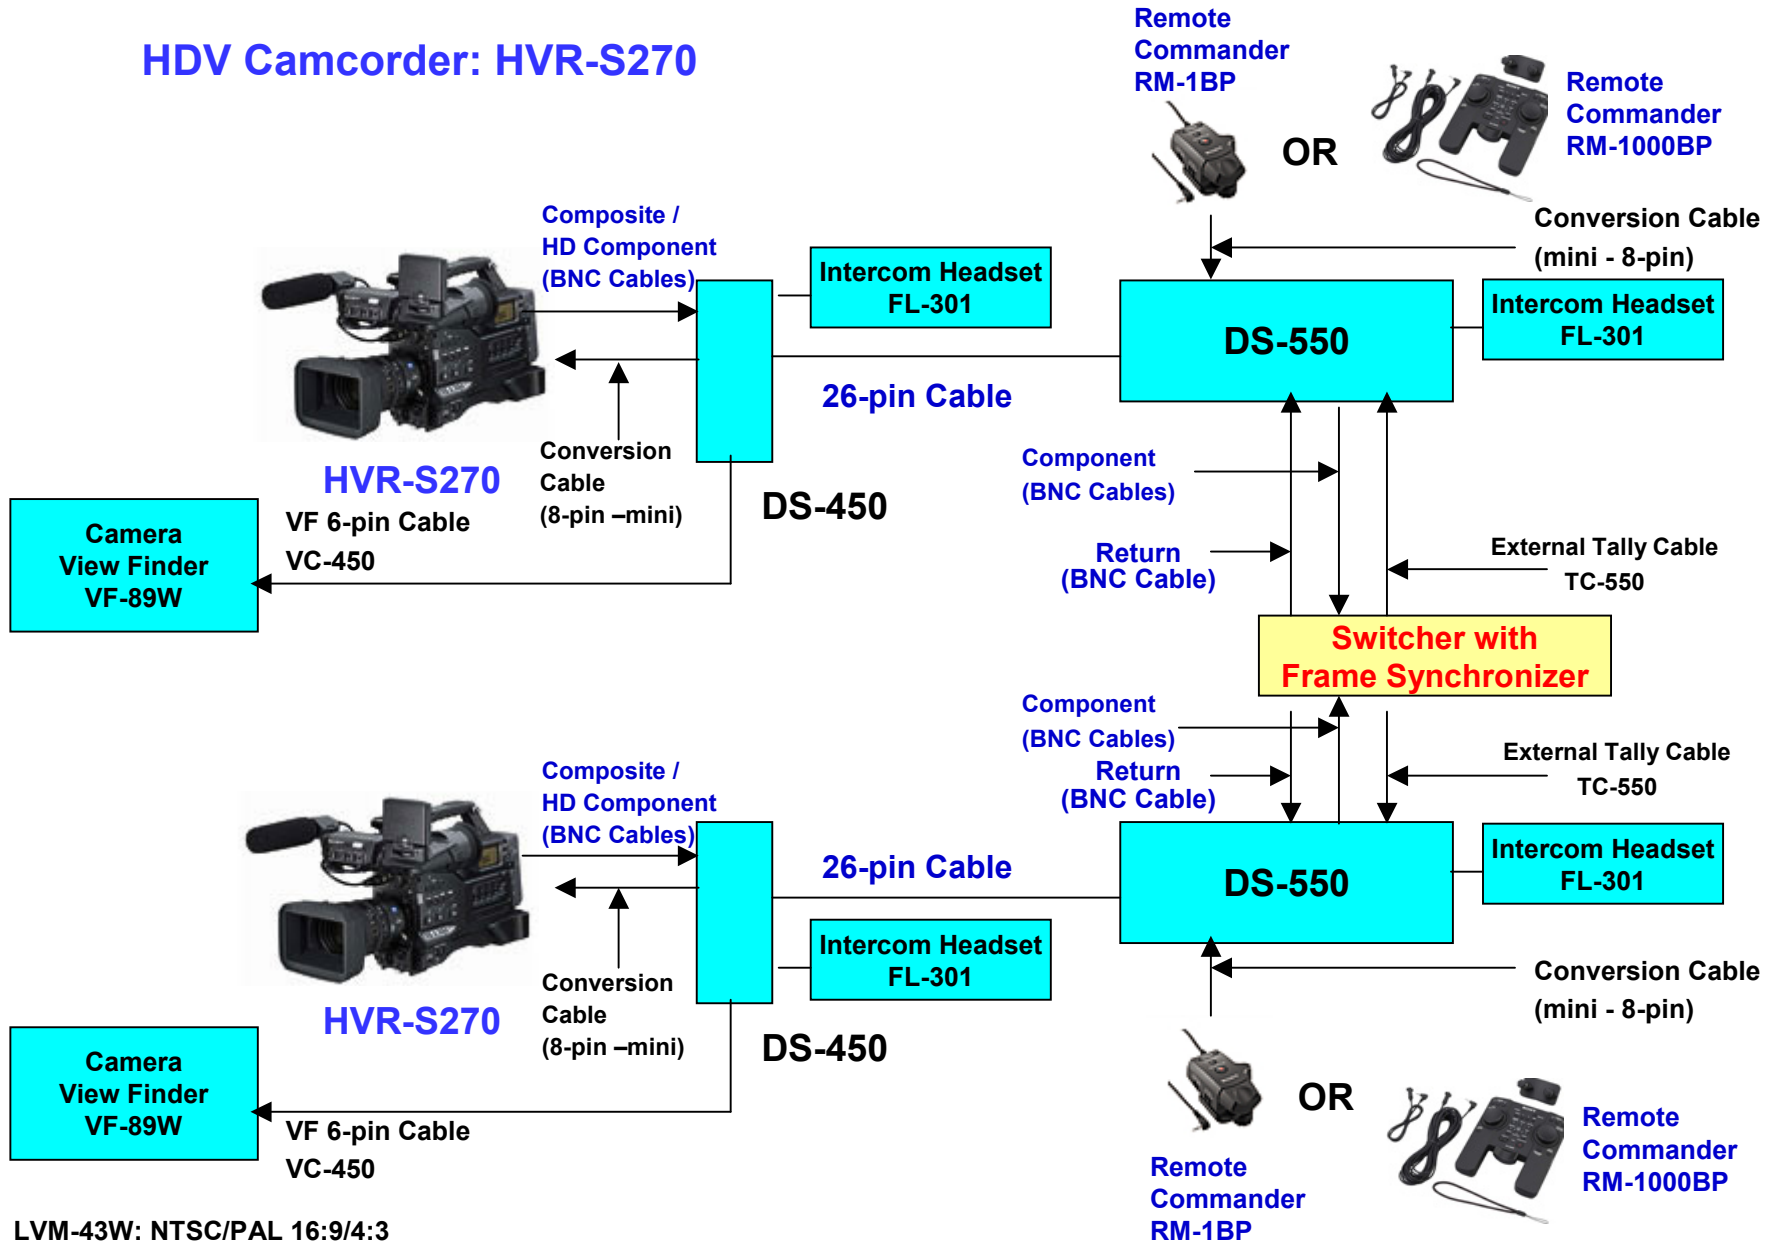 HDV Camcorder: HVR-S270
Remote
Commander
RM-1BP
OR
Remote
Commander
RM-1000BP
Conversion Cable
(mini - 8-pin)
Composite /
HD Component
(BNC Cables)
Intercom Headset
FL-301
DS-550
Intercom Headset
FL-301
26-pin Cable
HVR-S270
Conversion
Cable
(8-pin –mini)
DS-450
VF 6-pin Cable
VC-450
Camera
View Finder
VF-89W
Component
(BNC Cables)
Return
(BNC Cable)
External Tally Cable
TC-550
Switcher with
Frame Synchronizer
Component
(BNC Cables)
Return
(BNC Cable)
External Tally Cable
TC-550
Composite /
HD Component
(BNC Cables)
26-pin Cable
DS-550
Intercom Headset
FL-301
Intercom Headset
FL-301
HVR-S270
Conversion
Cable
(8-pin –mini)
DS-450
Conversion Cable
(mini - 8-pin)
Camera
View Finder
VF-89W
VF 6-pin Cable
VC-450
OR
Remote
Commander
RM-1BP
Remote
Commander
RM-1000BP
LVM-43W: NTSC/PAL 16:9/4:3